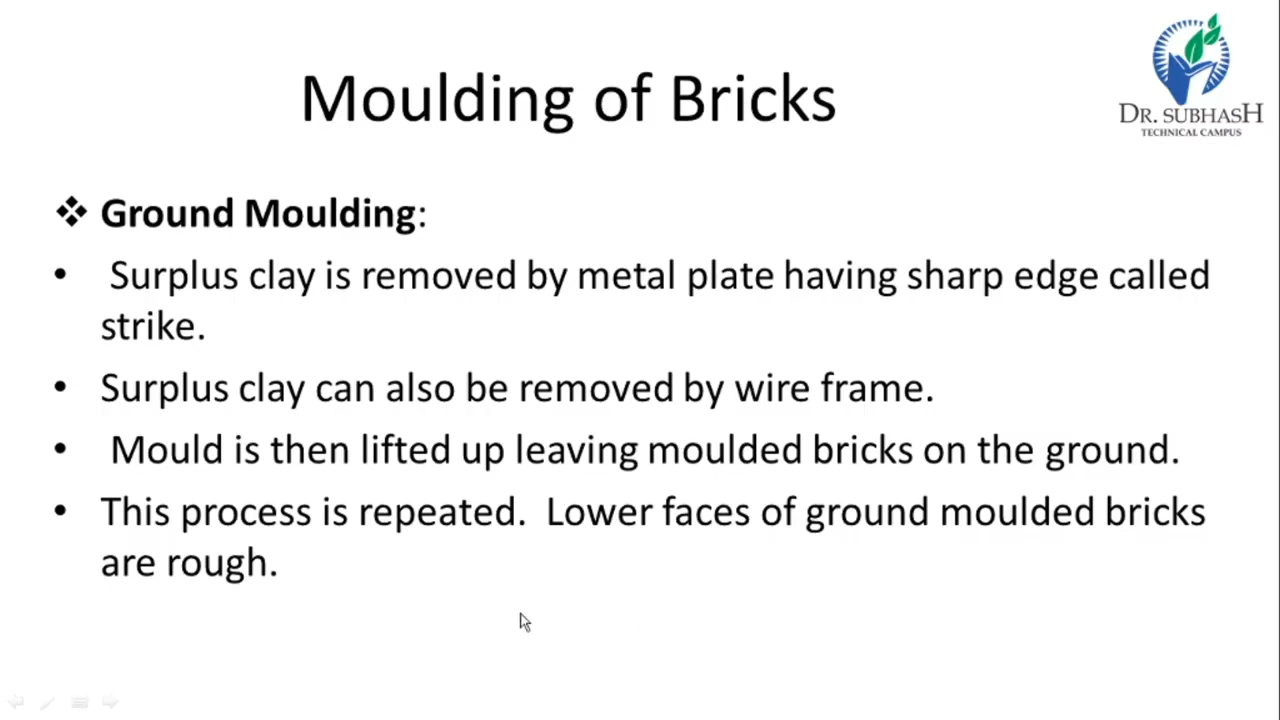 DR. SUBHASH
TECHNICAL CAMPUS
Moulding of Bricks
❖ Ground Moulding:
• Surplus clay is removed by metal plate having sharp edge called
strike.
• Surplus clay can also be removed by wire frame.
• Mould is then lifted up leaving moulded bricks on the ground.
• This process is repeated. Lower faces of ground moulded bricks
are rough.